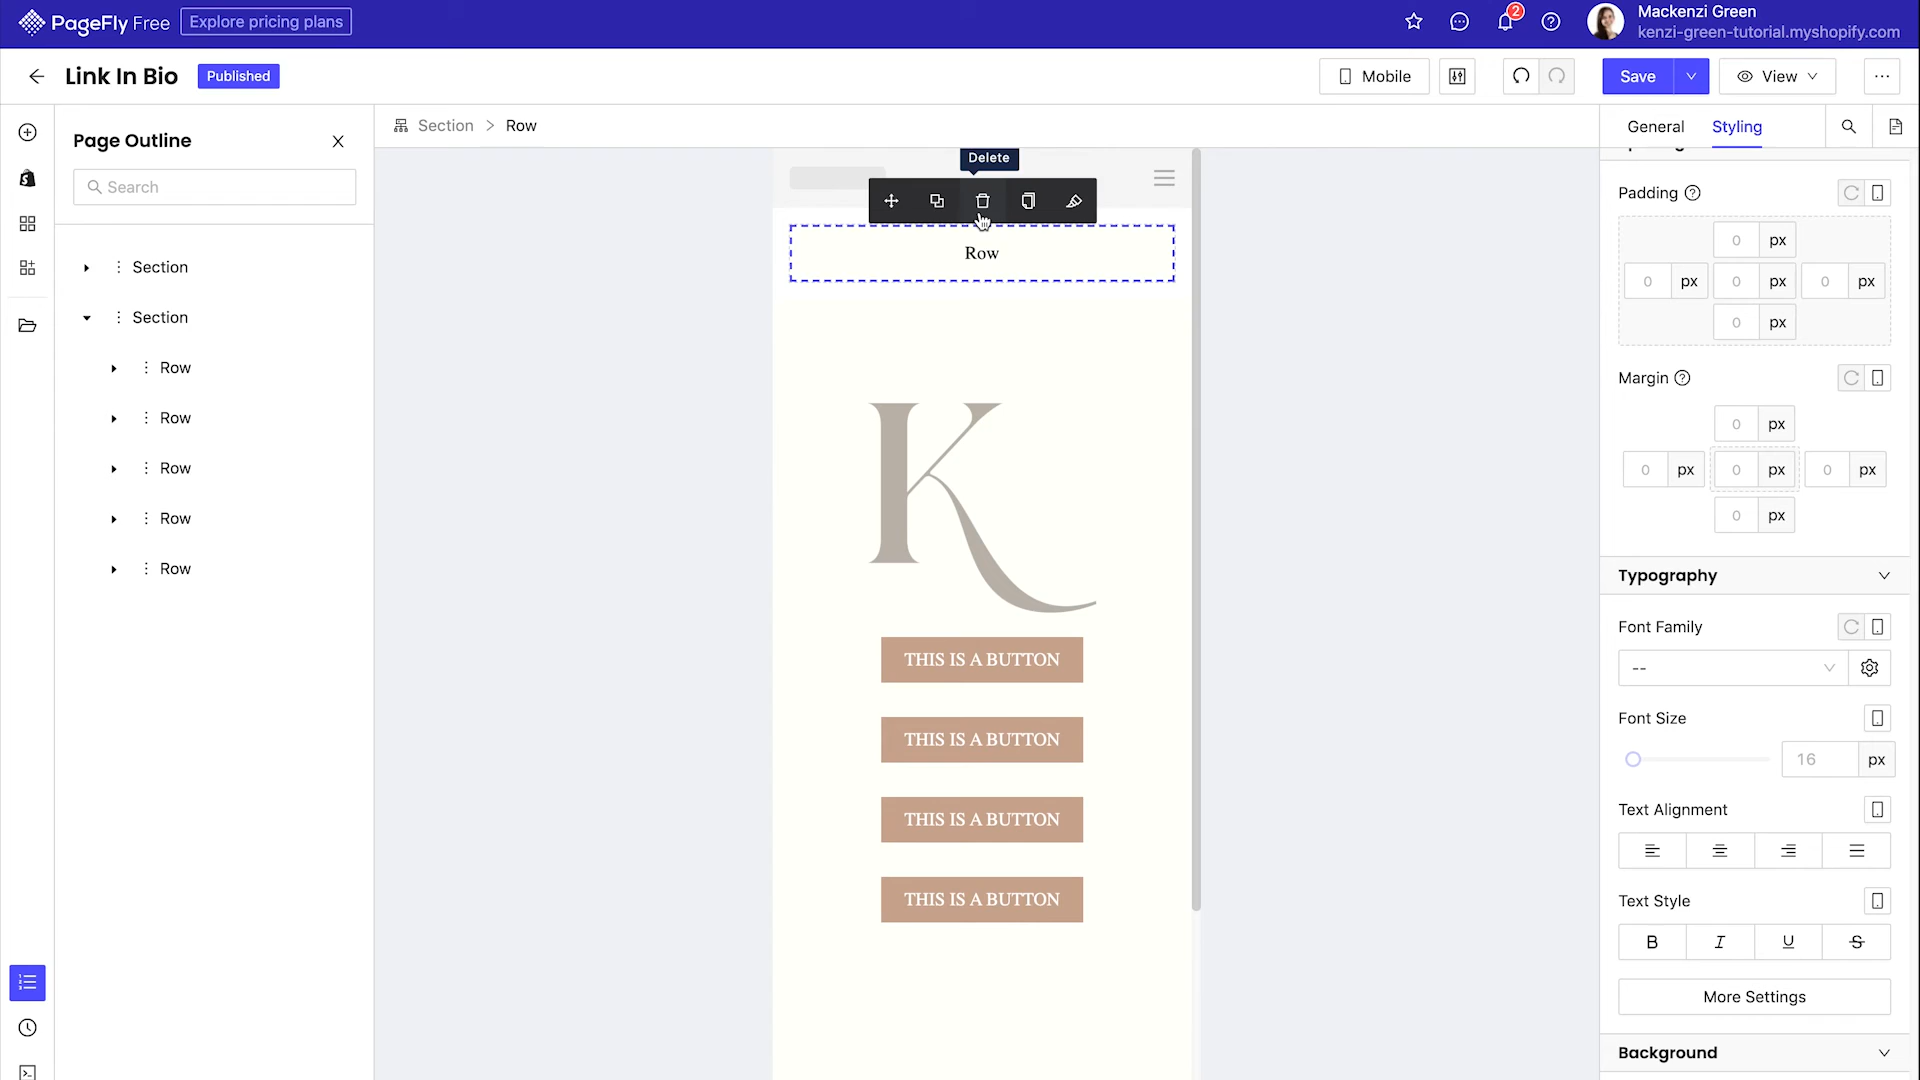 PageFly Free
Explore pricing plans
2
Mackenzi Green
kenzi-green-tutorial.myshopify.com
Link In Bio
Published
Mobile
Save
View
Page Outline
Search
Section
Section
Row
Row
Row
Row
Row
Section > Row
Delete
Row
K
THIS IS A BUTTON
THIS IS A BUTTON
THIS IS A BUTTON
THIS IS A BUTTON
General
Styling
Padding
0 px
0 px 0 px 0 px
0 px
Margin
0 px
0 px 0 px 0 px
0 px
Typography
Font Family
--
Font Size
16 px
Text Alignment
Text Style
B I U S
More Settings
Background